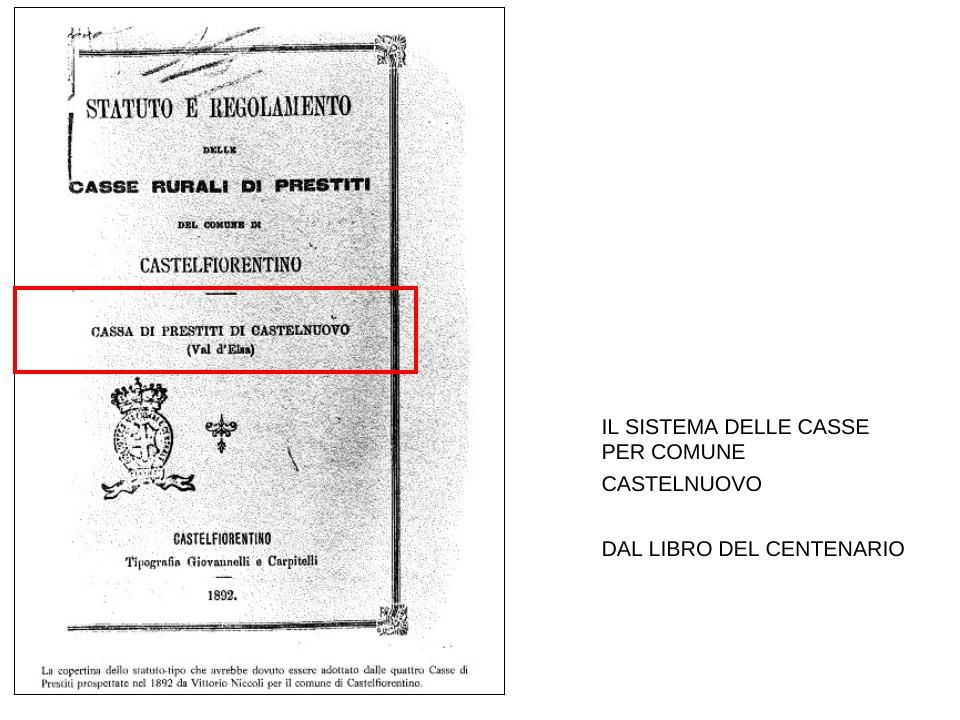 STATUTO E REGOLAMENTO
DELLE
CASSE RURALI DI PRESTITI
DEL COMUNE DI
CASTELFIORENTINO
CASSA DI PRESTITI DI CASTELNUOVO
(Val d'Elsa)
CASTELFIORENTINO
Tipografia Giovannelli e Carpitelli
1892.
La copertina dello statuto-tipo che avrebbe dovuto essere adottato dalle quattro Casse di
Prestiti prospettate nel 1892 da Vittorio Niccoli per il comune di Castelfiorentino.
IL SISTEMA DELLE CASSE
PER COMUNE
CASTELNUOVO
DAL LIBRO DEL CENTENARIO